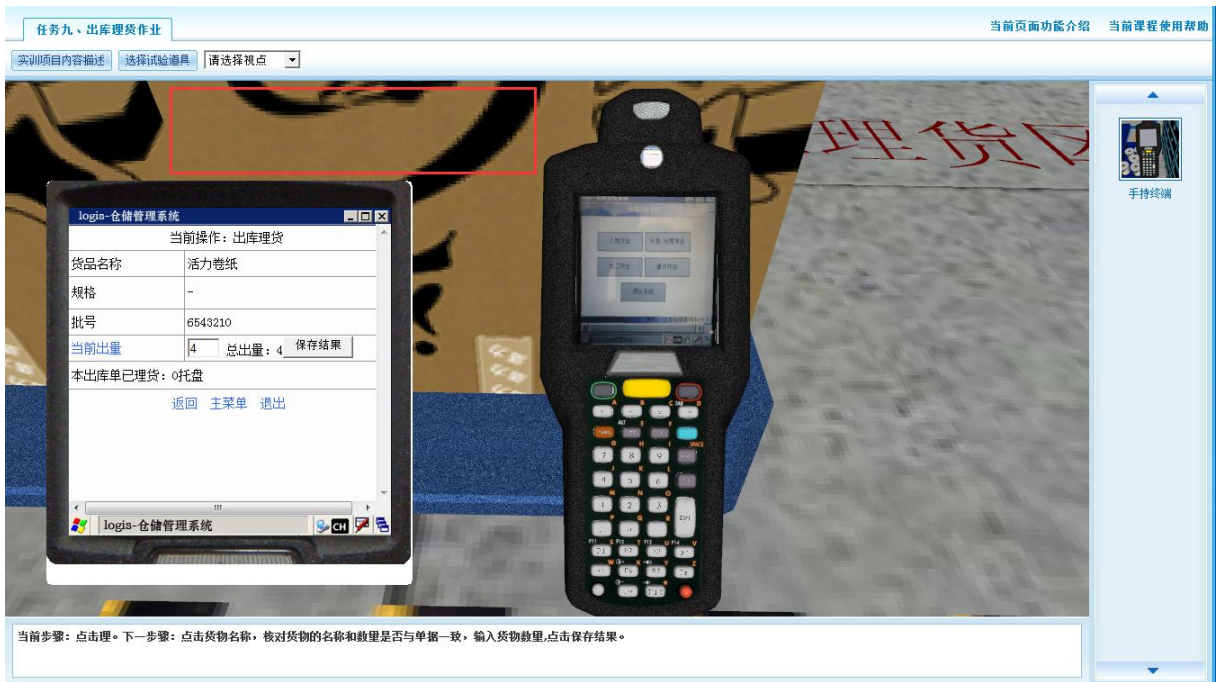 任务九、出库理货作业
当前页面功能介绍 当前课程使用帮助
实训项目内容描述 选择试验道具 请选择视点
理货区
手持终端
logis-仓储管理系统
当前操作：出库理货
货品名称 活力卷纸
规格 -
批号 6543210
当前出量 4 总出量：4 保存结果
本出库单已理货：0托盘
返回 主菜单 退出
logis-仓储管理系统 CH
当前步骤：点击理。下一步骤：点击货物名称，核对货物的名称和数里是否与单据一致，输入货物数里,点击保存结果。